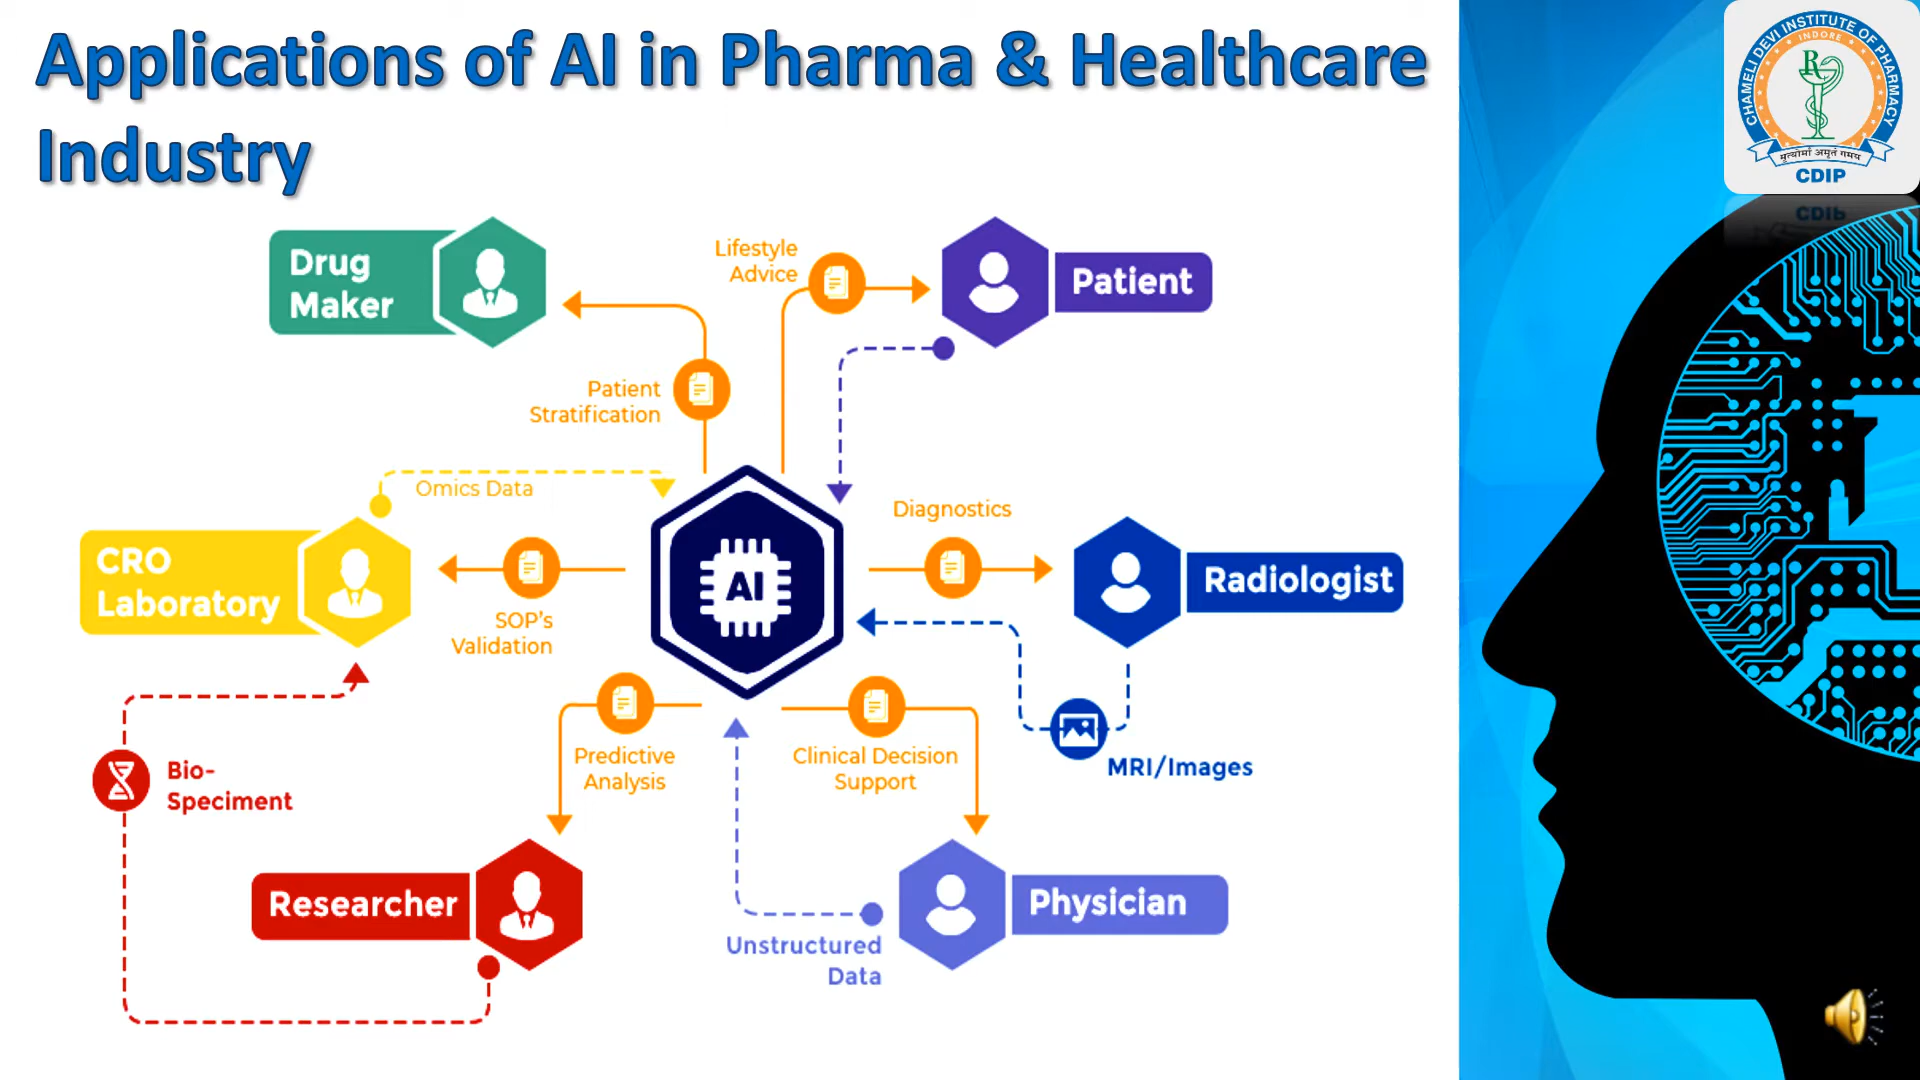 Applications of AI in Pharma & Healthcare
Industry
CHAMELI DEVI INSTITUTE OF PHARMACY
INDORE
मृत्योर्मा अमृतं गमय
CDIP
Drug
Maker
Lifestyle
Advice
Patient
Patient
Stratification
Omics Data
CRO
Laboratory
SOP's
Validation
AI
Diagnostics
Radiologist
MRI/Images
Predictive
Analysis
Clinical Decision
Support
Bio-
Speciment
Researcher
Unstructured
Data
Physician